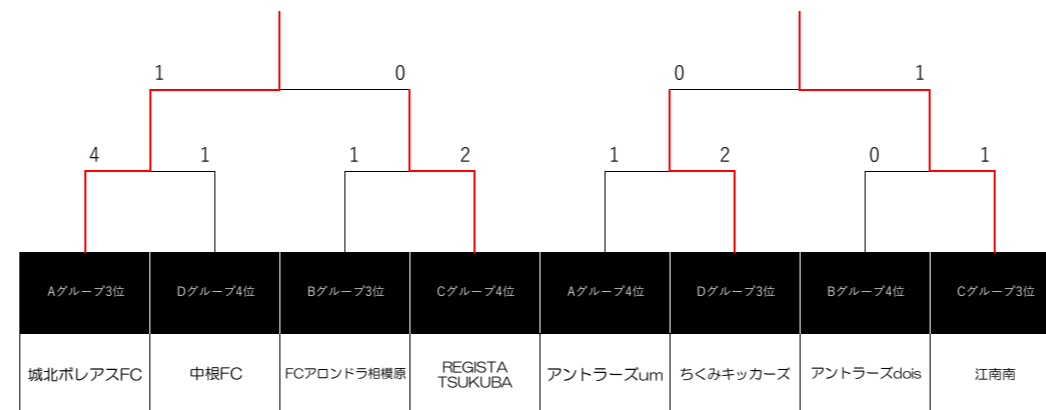 1 0 0 1
4 1 1 2 1 2 0 1
Aグループ3位 Dグループ4位 Bグループ3位 Cグループ4位 Aグループ4位 Dグループ3位 Bグループ4位 Cグループ3位
城北ボレアスFC 中根FC FCアロンドラ相模原 REGISTA TSUKUBA アントラーズum ちくみキッカーズ アントラーズdois 江南南